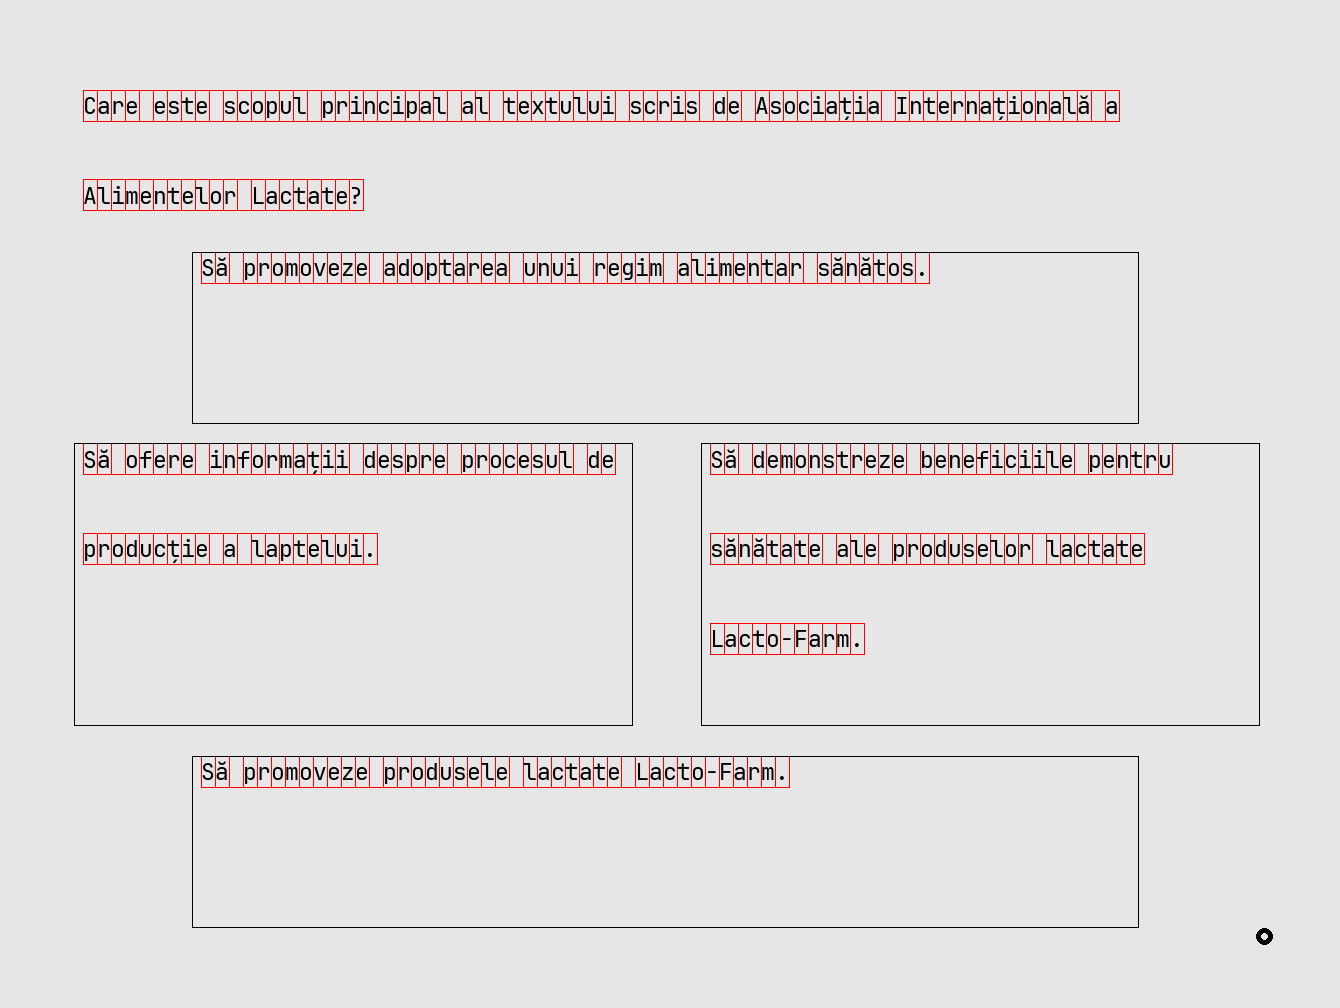 Care este scopul principal al textului scris de Asociația Internațională a
Alimentelor Lactate?
Să promoveze adoptarea unui regim alimentar sănătos.
Să ofere informații despre procesul de
producție a laptelui.
Să demonstreze beneficiile pentru
sănătate ale produselor lactate
Lacto-Farm.
Să promoveze produsele lactate Lacto-Farm.